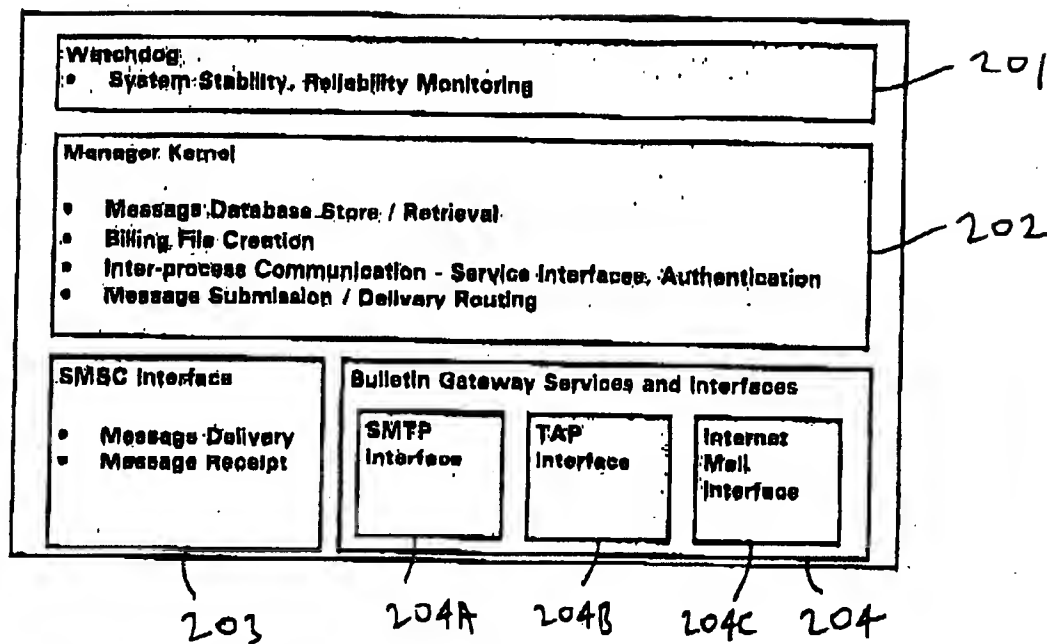 Watchdog
• System Stability, Reliability Monitoring
201
Manager Kernel
• Message Database Store / Retrieval
• Billing File Creation
• Inter-process Communication - Service Interfaces, Authentication
• Message Submission / Delivery Routing
202
SMSC Interface
• Message Delivery
• Message Receipt
Bulletin Gateway Services and Interfaces
SMTP
Interface
TAP
Interface
Internet
Mail
Interface
203
204A
204B
204C
204